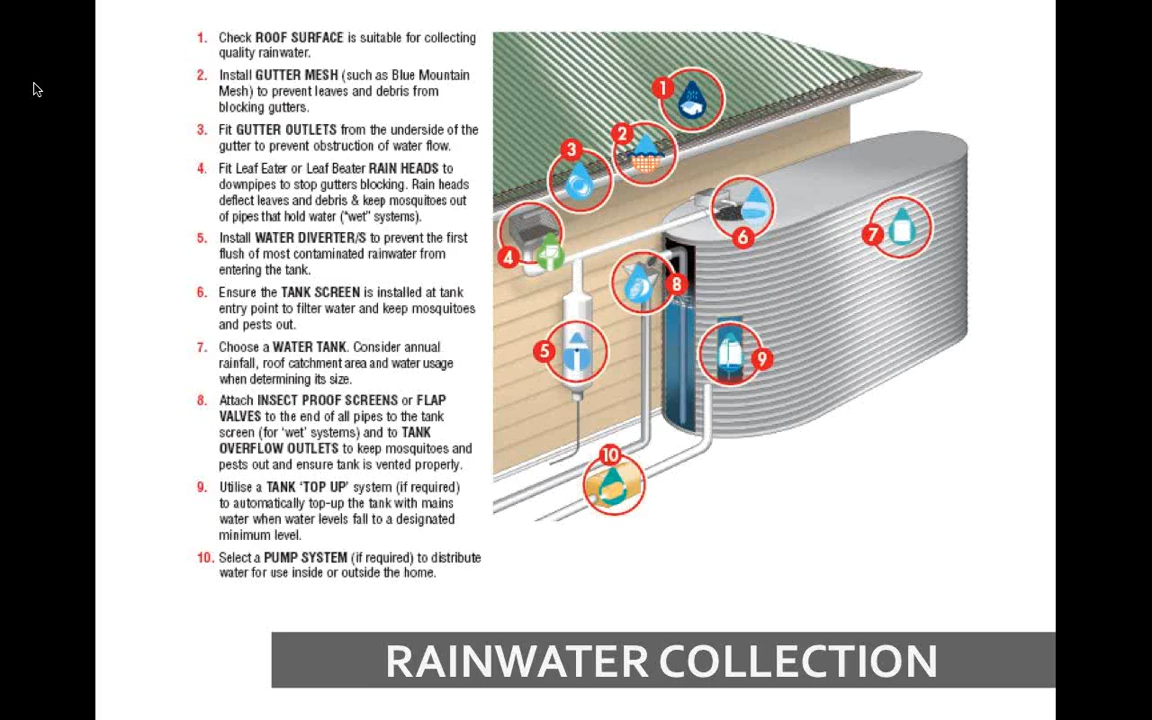 1. Check ROOF SURFACE is suitable for collecting
quality rainwater.
2. Install GUTTER MESH (such as Blue Mountain
Mesh) to prevent leaves and debris from
blocking gutters.
3. Fit GUTTER OUTLETS from the underside of the
gutter to prevent obstruction of water flow.
4. Fit Leaf Eater or Leaf Beater RAIN HEADS to
downpipes to stop gutters blocking. Rain heads
deflect leaves and debris & keep mosquitoes out
of pipes that hold water ("wet" systems).
5. Install WATER DIVERTER/S to prevent the first
flush of most contaminated rainwater from
entering the tank.
6. Ensure the TANK SCREEN is installed at tank
entry point to filter water and keep mosquitoes
and pests out.
7. Choose a WATER TANK. Consider annual
rainfall, roof catchment area and water usage
when determining its size.
8. Attach INSECT PROOF SCREENS or FLAP
VALVES to the end of all pipes to the tank
screen (for 'wet' systems) and to TANK
OVERFLOW OUTLETS to keep mosquitoes and
pests out and ensure tank is vented properly.
9. Utilise a TANK 'TOP UP' system (if required)
to automatically top-up the tank with mains
water when water levels fall to a designated
minimum level.
10. Select a PUMP SYSTEM (if required) to distribute
water for use inside or outside the home.
1
2
3
4
5
6
7
8
9
10
RAINWATER COLLECTION